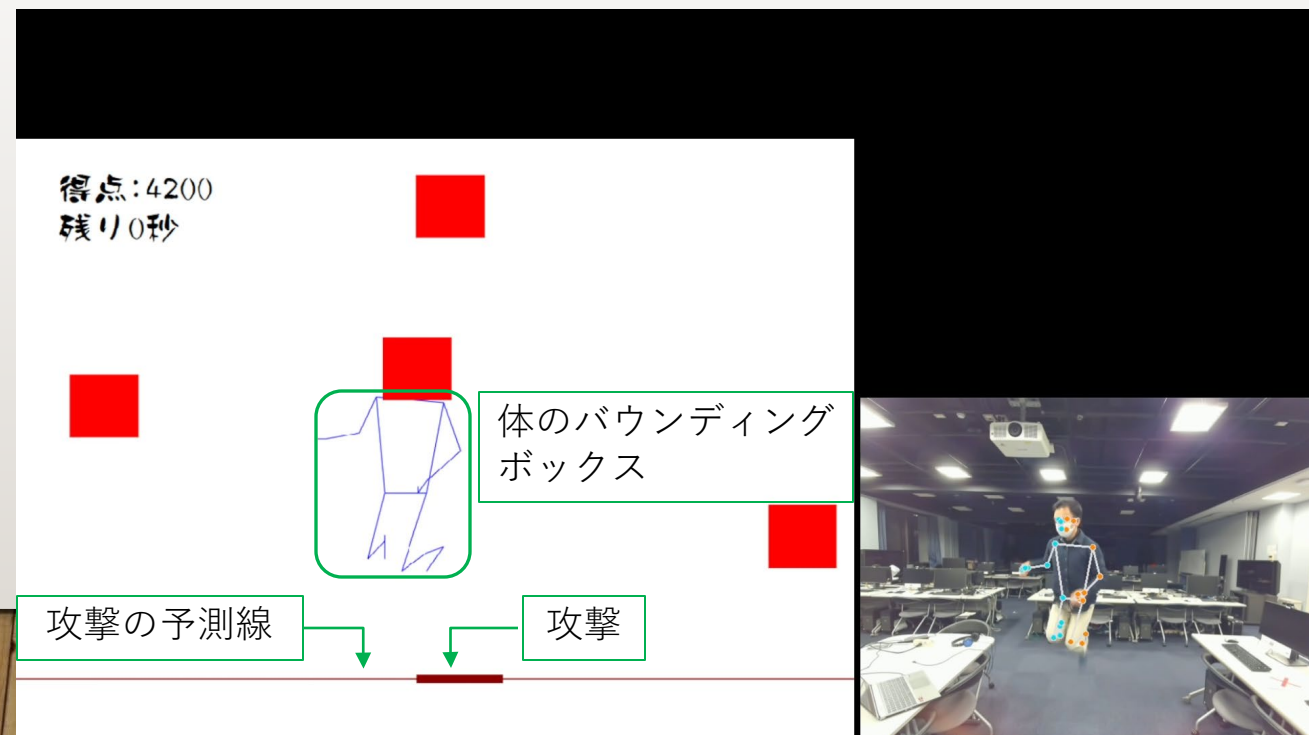 得点:4200
残り0秒
体のバウンディング
ボックス
攻撃の予測線
攻撃